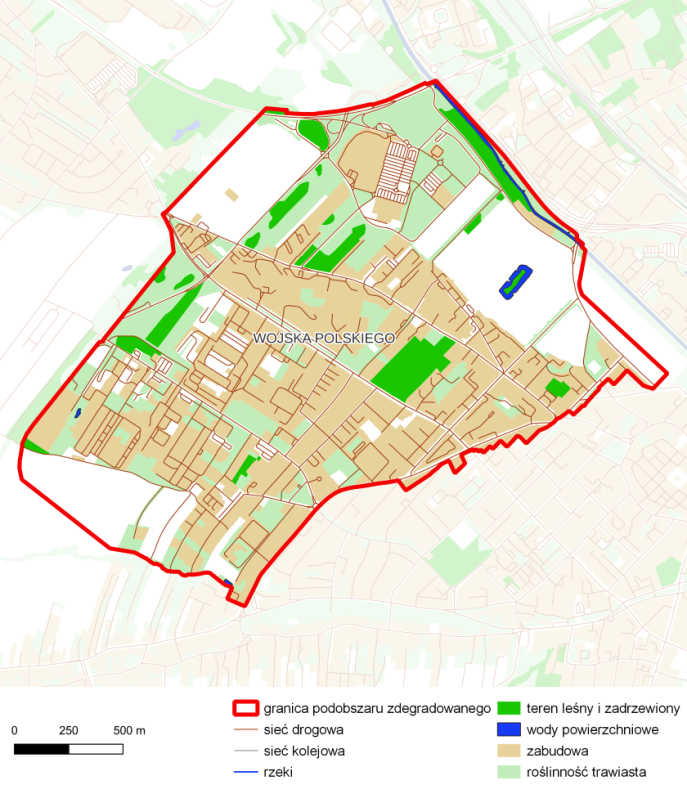 WOJSKA POLSKIEGO
granica podobszaru zdegradowanego
teren leśny i zadrzewiony
0 250 500 m
sieć drogowa
wody powierzchniowe
sieć kolejowa
zabudowa
rzeki
roślinność trawiasta